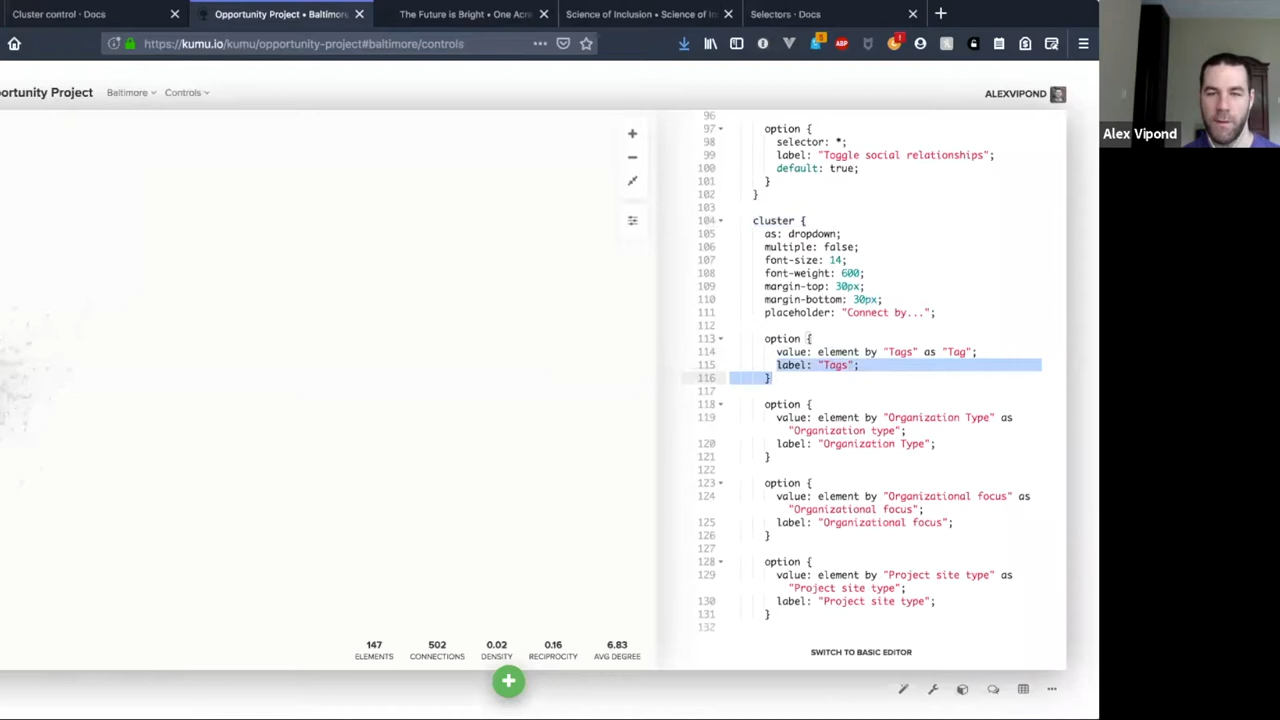 Cluster control · Docs
Opportunity Project • Baltimore
The Future is Bright • One Acre
Science of Inclusion • Science of In
Selectors · Docs
https://kumu.io/kumu/opportunity-project#baltimore/controls
5
ABP
!
ortunity Project
Baltimore
Controls
ALEXVIPOND
Alex Vipond
96
97 option {
98 selector: *;
99 label: "Toggle social relationships";
100 default: true;
101 }
102 }
103
104 cluster {
105 as: dropdown;
106 multiple: false;
107 font-size: 14;
108 font-weight: 600;
109 margin-top: 30px;
110 margin-bottom: 30px;
111 placeholder: "Connect by...";
112
113 option {
114 value: element by "Tags" as "Tag";
115 label: "Tags";
116 }
117
118 option {
119 value: element by "Organization Type" as
"Organization type";
120 label: "Organization Type";
121 }
122
123 option {
124 value: element by "Organizational focus" as
"Organizational focus";
125 label: "Organizational focus";
126 }
127
128 option {
129 value: element by "Project site type" as
"Project site type";
130 label: "Project site type";
131 }
132
147 502 0.02 0.16 6.83
ELEMENTS CONNECTIONS DENSITY RECIPROCITY AVG DEGREE
SWITCH TO BASIC EDITOR